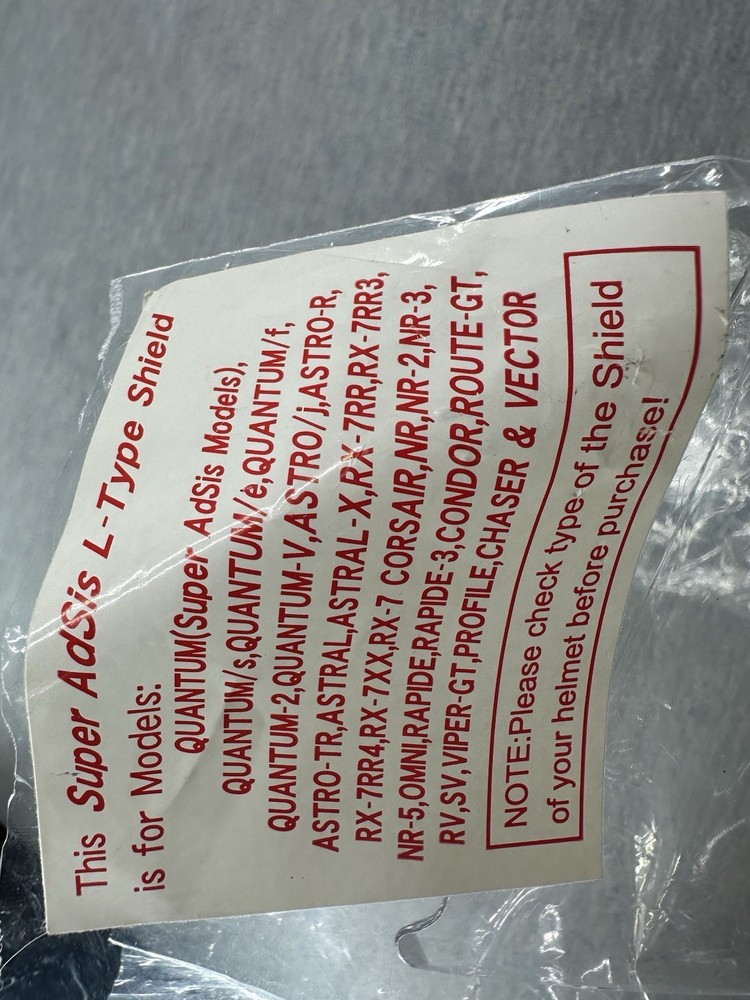 This Super AdSis L-Type Shield
is for Models:
QUANTUM(Super AdSis Models),
QUANTUM/s,QUANTUM/e,QUANTUM/f,
QUANTUM-2,QUANTUM-V,ASTRO/j,ASTRO-R,
ASTRO-TR,ASTRAL,ASTRAL-X,RX-7RR,RX-7RR3,
RX-7RR4,RX-7XX,RX-7 CORSAIR,NR,NR-2,NR-3,
NR-5,OMNI,RAPIDE,RAPIDE-3,CONDOR,ROUTE-GT,
RV,SV,VIPER-GT,PROFILE,CHASER & VECTOR
NOTE:Please check type of the Shield
of your helmet before purchase!